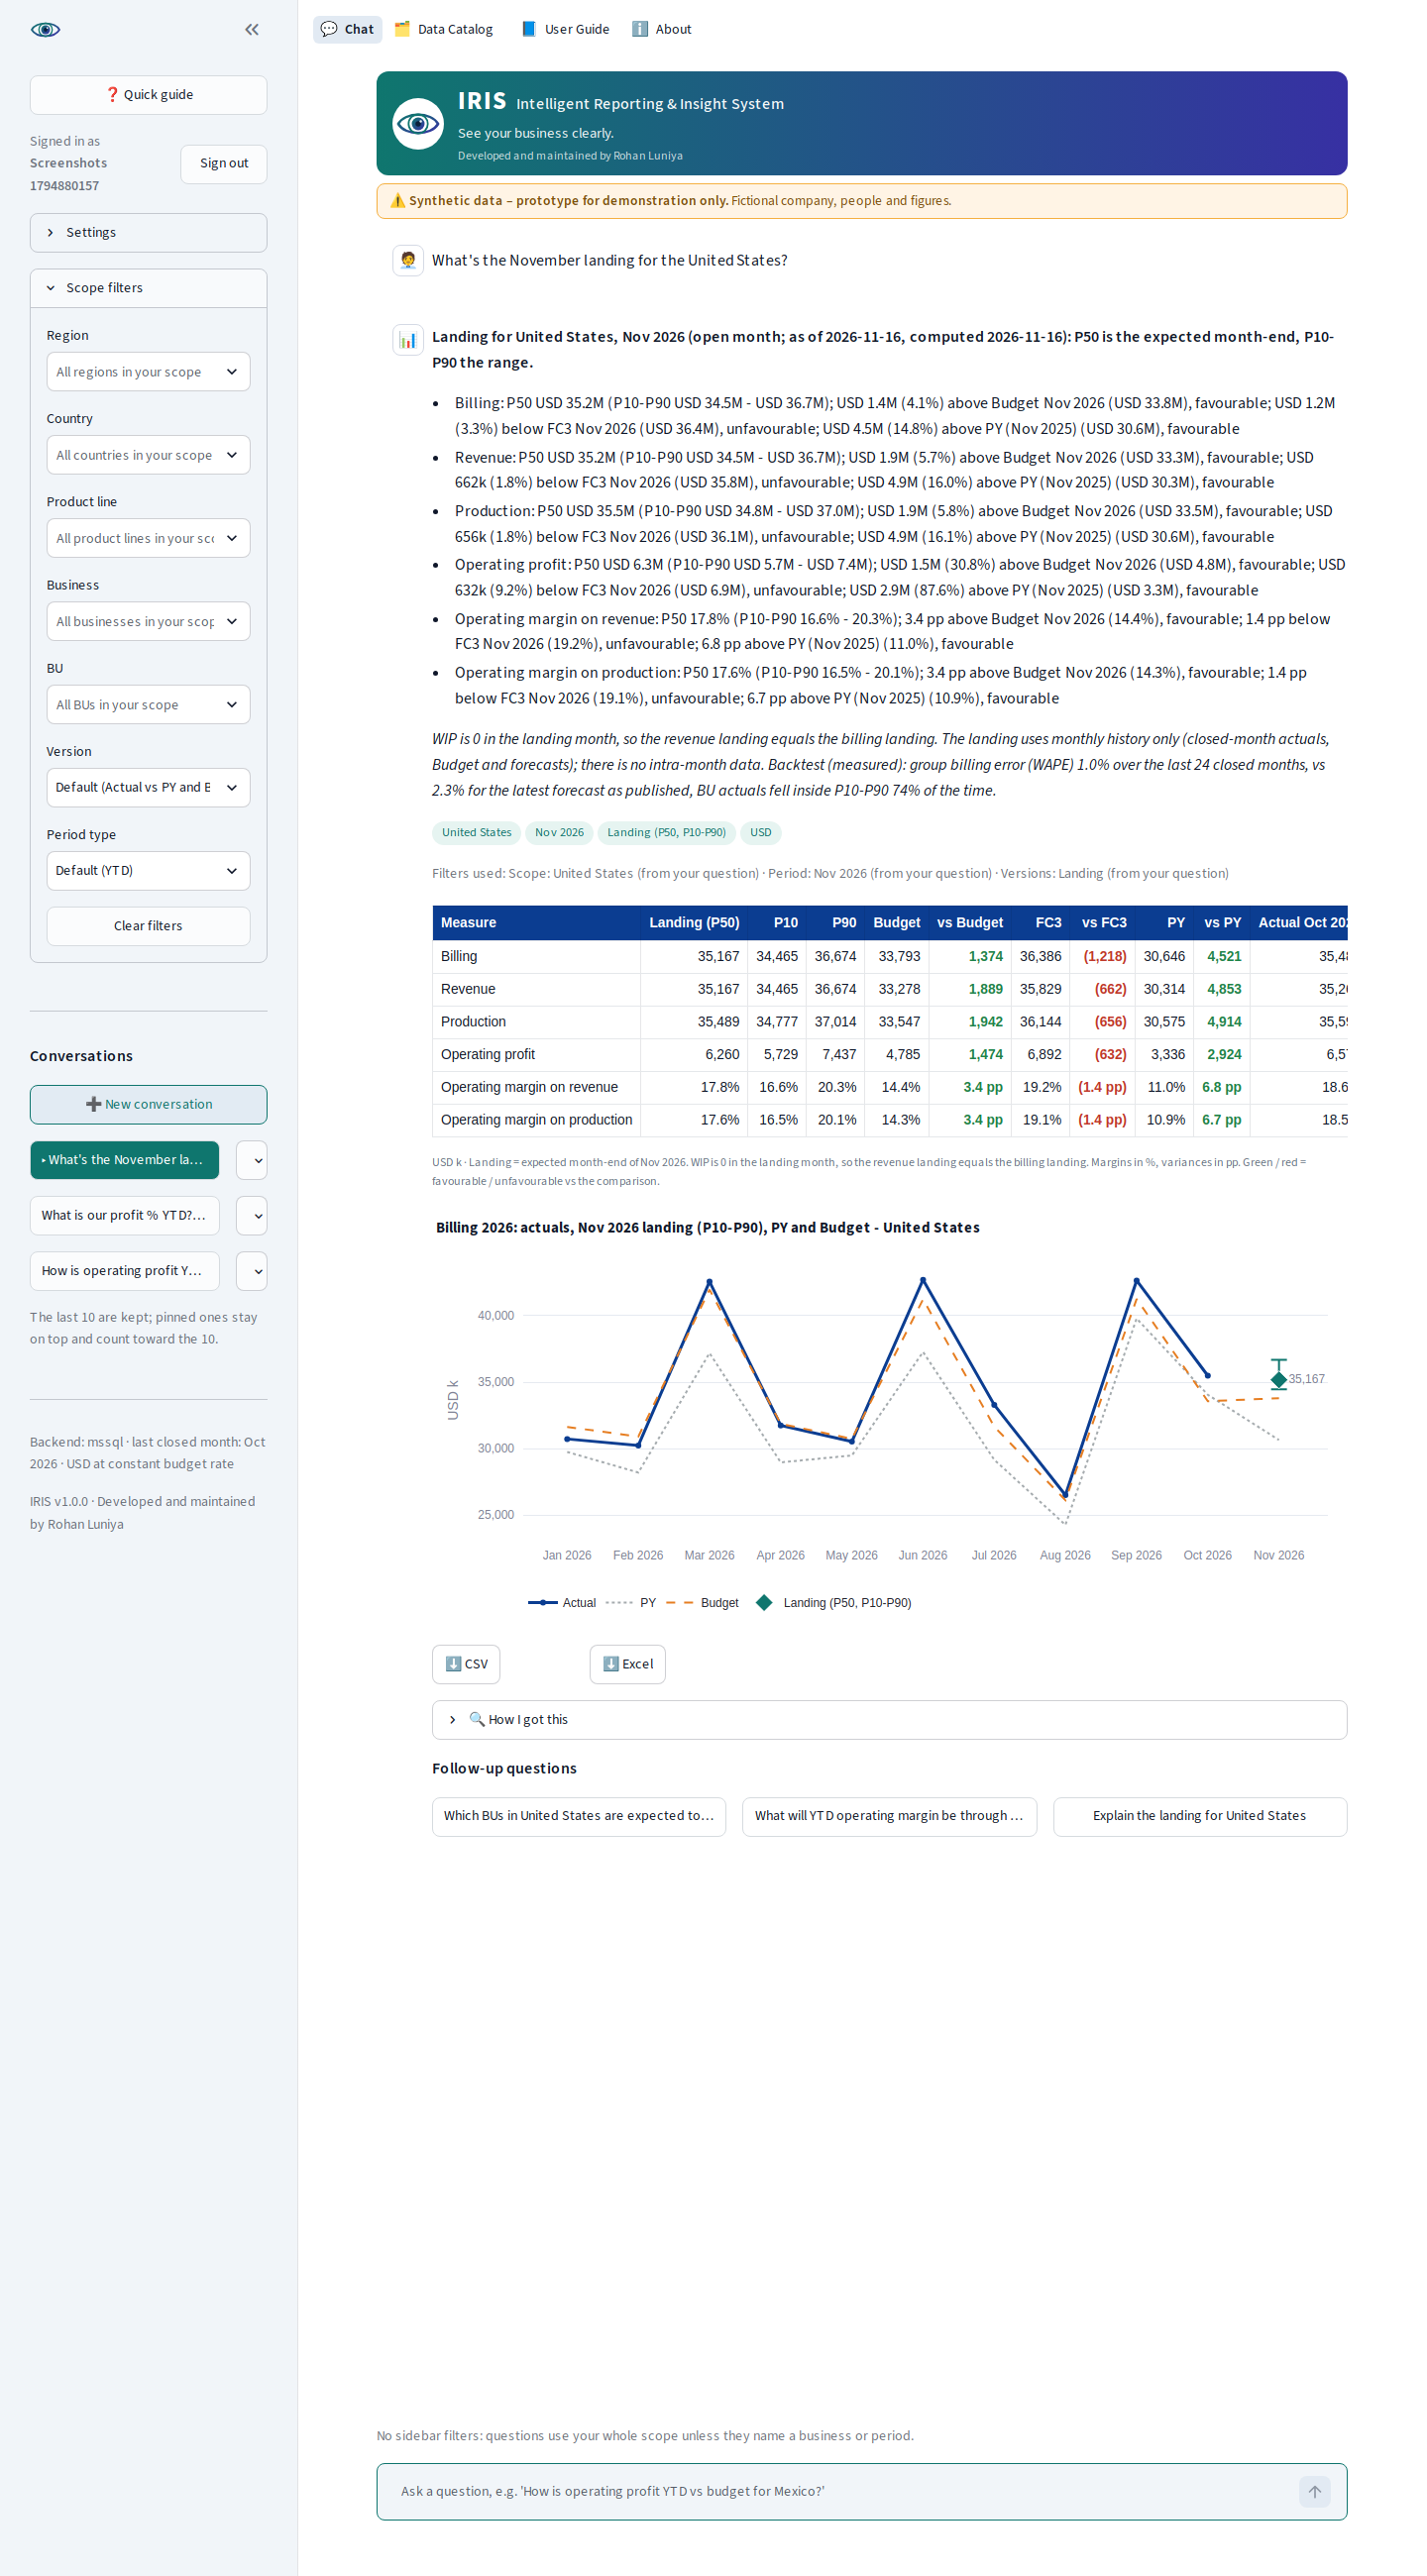 Chat
Data Catalog
User Guide
About
Quick guide
Signed in as
Screenshots
1794880157
Sign out
Settings
Scope filters
Region
All regions in your scope
Country
All countries in your scope
Product line
All product lines in your sc
Business
All businesses in your scop
BU
All BUs in your scope
Version
Default (Actual vs PY and B
Period type
Default (YTD)
Clear filters
Conversations
New conversation
What's the November la…
What is our profit % YTD?…
How is operating profit Y…
The last 10 are kept; pinned ones stay
on top and count toward the 10.
Backend: mssql · last closed month: Oct
2026 · USD at constant budget rate
IRIS v1.0.0 · Developed and maintained
by Rohan Luniya
IRIS Intelligent Reporting & Insight System
See your business clearly.
Developed and maintained by Rohan Luniya
Synthetic data – prototype for demonstration only. Fictional company, people and figures.
What's the November landing for the United States?
Landing for United States, Nov 2026 (open month; as of 2026-11-16, computed 2026-11-16): P50 is the expected month-end, P10-
P90 the range.
• Billing: P50 USD 35.2M (P10-P90 USD 34.5M - USD 36.7M); USD 1.4M (4.1%) above Budget Nov 2026 (USD 33.8M), favourable; USD 1.2M
(3.3%) below FC3 Nov 2026 (USD 36.4M), unfavourable; USD 4.5M (14.8%) above PY (Nov 2025) (USD 30.6M), favourable
• Revenue: P50 USD 35.2M (P10-P90 USD 34.5M - USD 36.7M); USD 1.9M (5.7%) above Budget Nov 2026 (USD 33.3M), favourable; USD
662k (1.8%) below FC3 Nov 2026 (USD 35.8M), unfavourable; USD 4.9M (16.0%) above PY (Nov 2025) (USD 30.3M), favourable
• Production: P50 USD 35.5M (P10-P90 USD 34.8M - USD 37.0M); USD 1.9M (5.8%) above Budget Nov 2026 (USD 33.5M), favourable; USD
656k (1.8%) below FC3 Nov 2026 (USD 36.1M), unfavourable; USD 4.9M (16.1%) above PY (Nov 2025) (USD 30.6M), favourable
• Operating profit: P50 USD 6.3M (P10-P90 USD 5.7M - USD 7.4M); USD 1.5M (30.8%) above Budget Nov 2026 (USD 4.8M), favourable; USD
632k (9.2%) below FC3 Nov 2026 (USD 6.9M), unfavourable; USD 2.9M (87.6%) above PY (Nov 2025) (USD 3.3M), favourable
• Operating margin on revenue: P50 17.8% (P10-P90 16.6% - 20.3%); 3.4 pp above Budget Nov 2026 (14.4%), favourable; 1.4 pp below
FC3 Nov 2026 (19.2%), unfavourable; 6.8 pp above PY (Nov 2025) (11.0%), favourable
• Operating margin on production: P50 17.6% (P10-P90 16.5% - 20.1%); 3.4 pp above Budget Nov 2026 (14.3%), favourable; 1.4 pp
below FC3 Nov 2026 (19.1%), unfavourable; 6.7 pp above PY (Nov 2025) (10.9%), favourable
WIP is 0 in the landing month, so the revenue landing equals the billing landing. The landing uses monthly history only (closed-month actuals,
Budget and forecasts); there is no intra-month data. Backtest (measured): group billing error (WAPE) 1.0% over the last 24 closed months, vs
2.3% for the latest forecast as published, BU actuals fell inside P10-P90 74% of the time.
United States Nov 2026 Landing (P50, P10-P90) USD
Filters used: Scope: United States (from your question) · Period: Nov 2026 (from your question) · Versions: Landing (from your question)
Measure Landing (P50) P10 P90 Budget vs Budget FC3 vs FC3 PY vs PY Actual Oct 202
Billing 35,167 34,465 36,674 33,793 1,374 36,386 (1,218) 30,646 4,521 35,48
Revenue 35,167 34,465 36,674 33,278 1,889 35,829 (662) 30,314 4,853 35,26
Production 35,489 34,777 37,014 33,547 1,942 36,144 (656) 30,575 4,914 35,59
Operating profit 6,260 5,729 7,437 4,785 1,474 6,892 (632) 3,336 2,924 6,57
Operating margin on revenue 17.8% 16.6% 20.3% 14.4% 3.4 pp 19.2% (1.4 pp) 11.0% 6.8 pp 18.6
Operating margin on production 17.6% 16.5% 20.1% 14.3% 3.4 pp 19.1% (1.4 pp) 10.9% 6.7 pp 18.5
USD k · Landing = expected month-end of Nov 2026. WIP is 0 in the landing month, so the revenue landing equals the billing landing. Margins in %, variances in pp. Green / red =
favourable / unfavourable vs the comparison.
Billing 2026: actuals, Nov 2026 landing (P10-P90), PY and Budget - United States
USD k
40,000
35,000
30,000
25,000
35,167
Jan 2026 Feb 2026 Mar 2026 Apr 2026 May 2026 Jun 2026 Jul 2026 Aug 2026 Sep 2026 Oct 2026 Nov 2026
Actual PY Budget Landing (P50, P10-P90)
CSV
Excel
How I got this
Follow-up questions
Which BUs in United States are expected to…
What will YTD operating margin be through …
Explain the landing for United States
No sidebar filters: questions use your whole scope unless they name a business or period.
Ask a question, e.g. 'How is operating profit YTD vs budget for Mexico?'